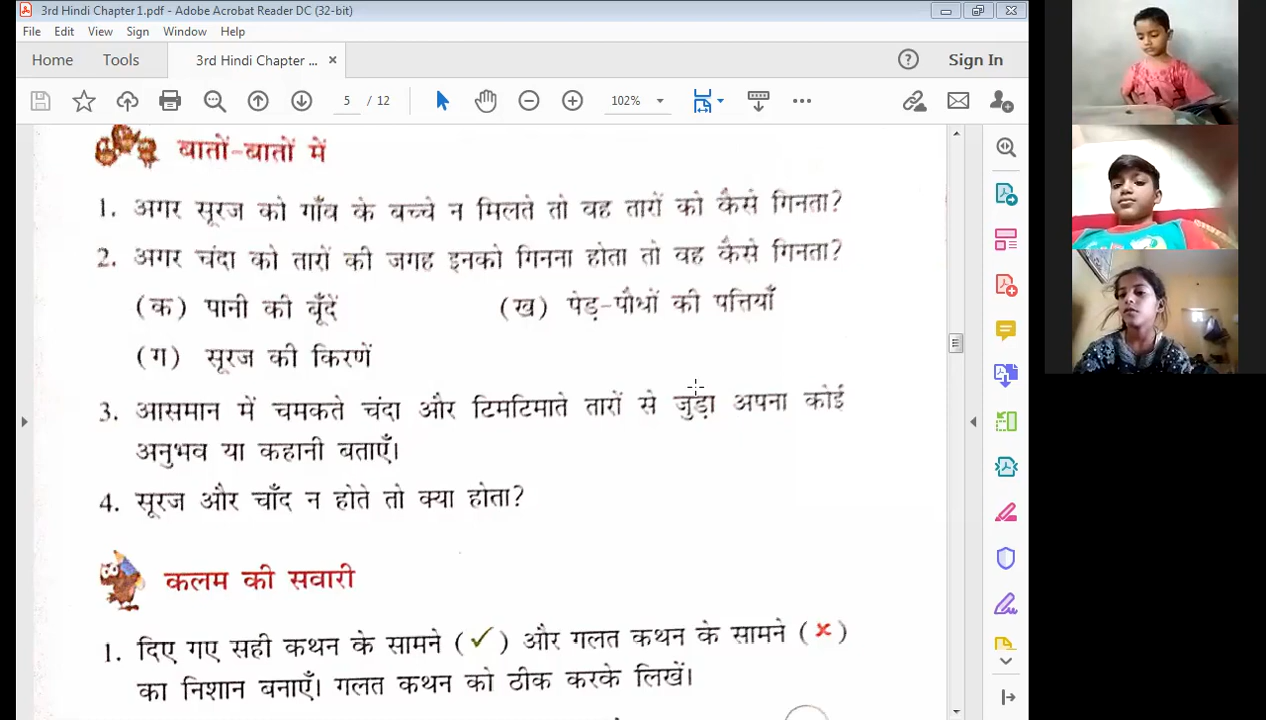 3rd Hindi Chapter 1.pdf - Adobe Acrobat Reader DC (32-bit)
File Edit View Sign Window Help
Home Tools 3rd Hindi Chapter ... × Sign In
5 / 12 102%
बातों-बातों में
1. अगर सूरज को गाँव के बच्चे न मिलते तो वह तारों को कैसे गिनता?
2. अगर चंदा को तारों की जगह इनको गिनना होता तो वह कैसे गिनता?
(क) पानी की बूँदें (ख) पेड़-पौधों की पत्तियाँ
(ग) सूरज की किरणें
3. आसमान में चमकते चंदा और टिमटिमाते तारों से जुड़ा अपना कोई
अनुभव या कहानी बताएँ।
4. सूरज और चाँद न होते तो क्या होता?
कलम की सवारी
1. दिए गए सही कथन के सामने (✓) और गलत कथन के सामने (×)
का निशान बनाएँ। गलत कथन को ठीक करके लिखें।